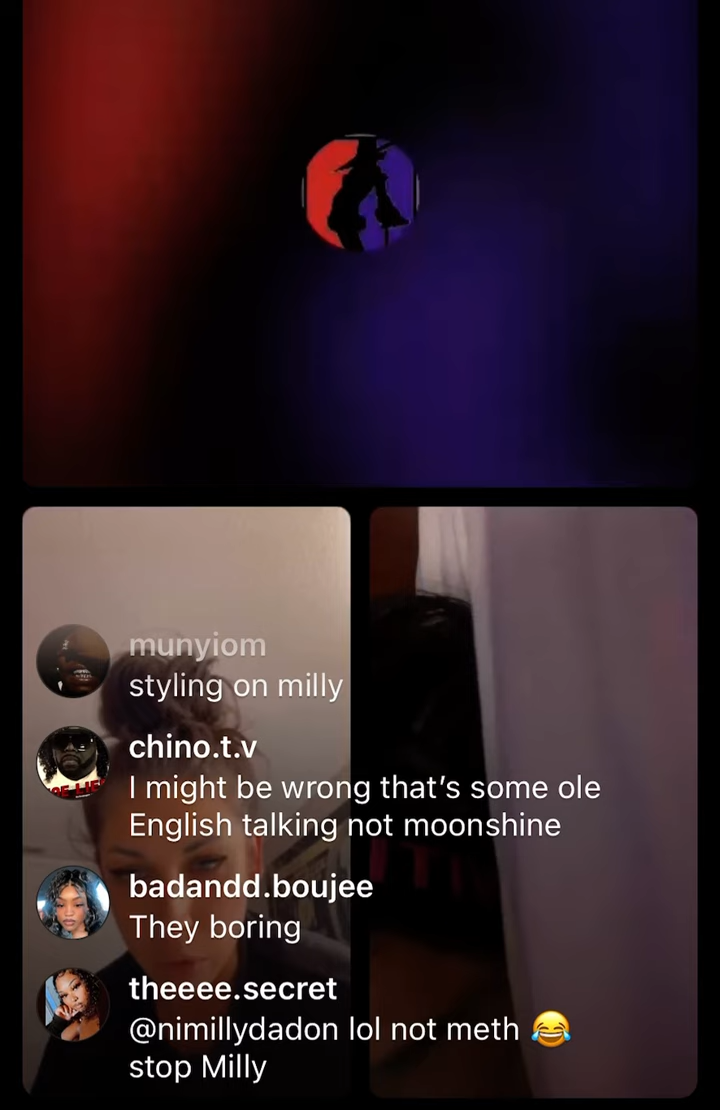 munyiom
styling on milly
chino.t.v
I might be wrong that's some ole
English talking not moonshine
badandd.boujee
They boring
theeee.secret
@nimillydadon lol not meth 😂
stop Milly